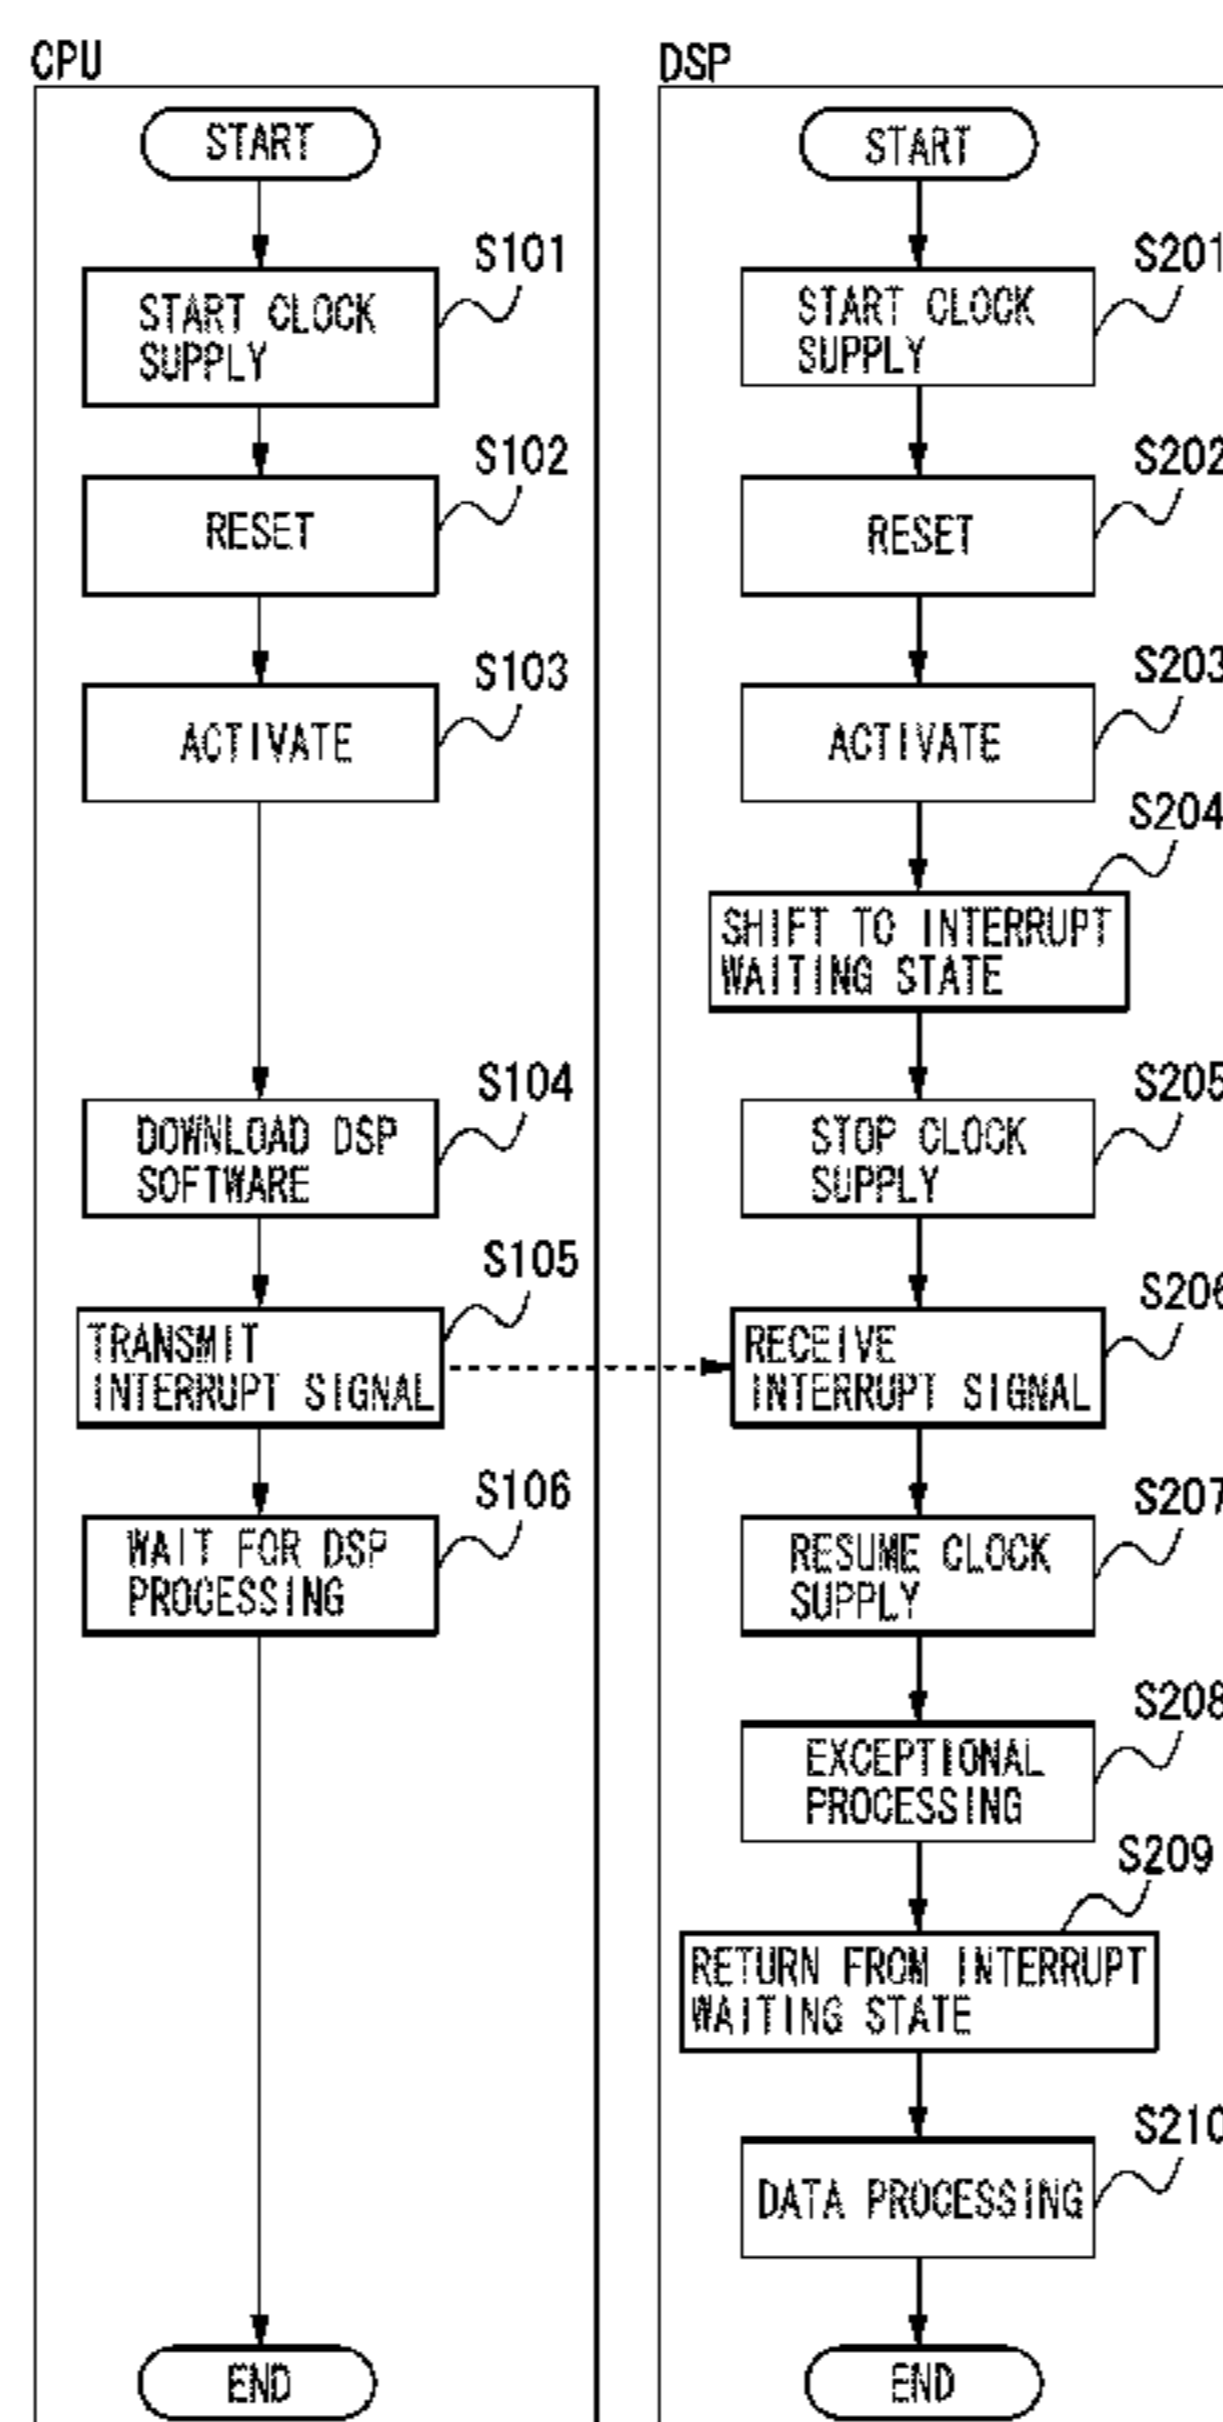 CPU
START
S101
START CLOCK
SUPPLY
S102
RESET
S103
ACTIVATE
S104
DOWNLOAD DSP
SOFTWARE
S105
TRANSMIT
INTERRUPT SIGNAL
S106
WAIT FOR DSP
PROCESSING
END
DSP
START
S201
START CLOCK
SUPPLY
S202
RESET
S203
ACTIVATE
S204
SHIFT TO INTERRUPT
WAITING STATE
S205
STOP CLOCK
SUPPLY
S206
RECEIVE
INTERRUPT SIGNAL
S207
RESUME CLOCK
SUPPLY
S208
EXCEPTIONAL
PROCESSING
S209
RETURN FROM INTERRUPT
WAITING STATE
S210
DATA PROCESSING
END